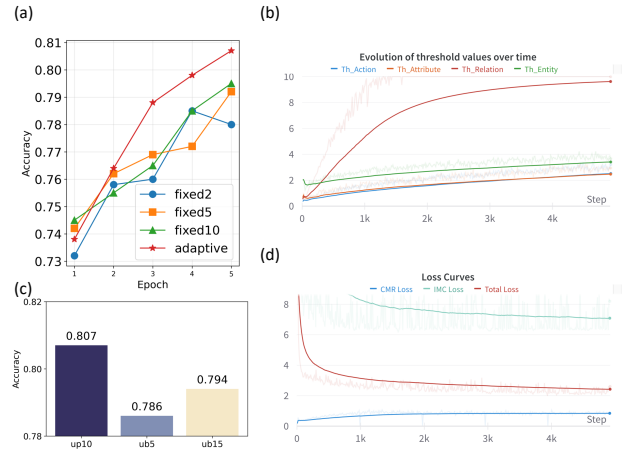 (a)
0.81
0.80
0.79
0.78
0.77
0.76
0.75
0.74
0.73
Accuracy
fixed2
fixed5
fixed10
adaptive
1 2 3 4 5
Epoch
(b)
Evolution of threshold values over time
Th_Action Th_Attribute Th_Relation Th_Entity
10
8
6
4
2
0
Step
1k 2k 3k 4k
(c)
0.82
0.80
0.78
Accuracy
0.807
0.786
0.794
up10 ub5 ub15
(d)
Loss Curves
CMR Loss IMC Loss Total Loss
8
6
4
2
0
Step
0 1k 2k 3k 4k